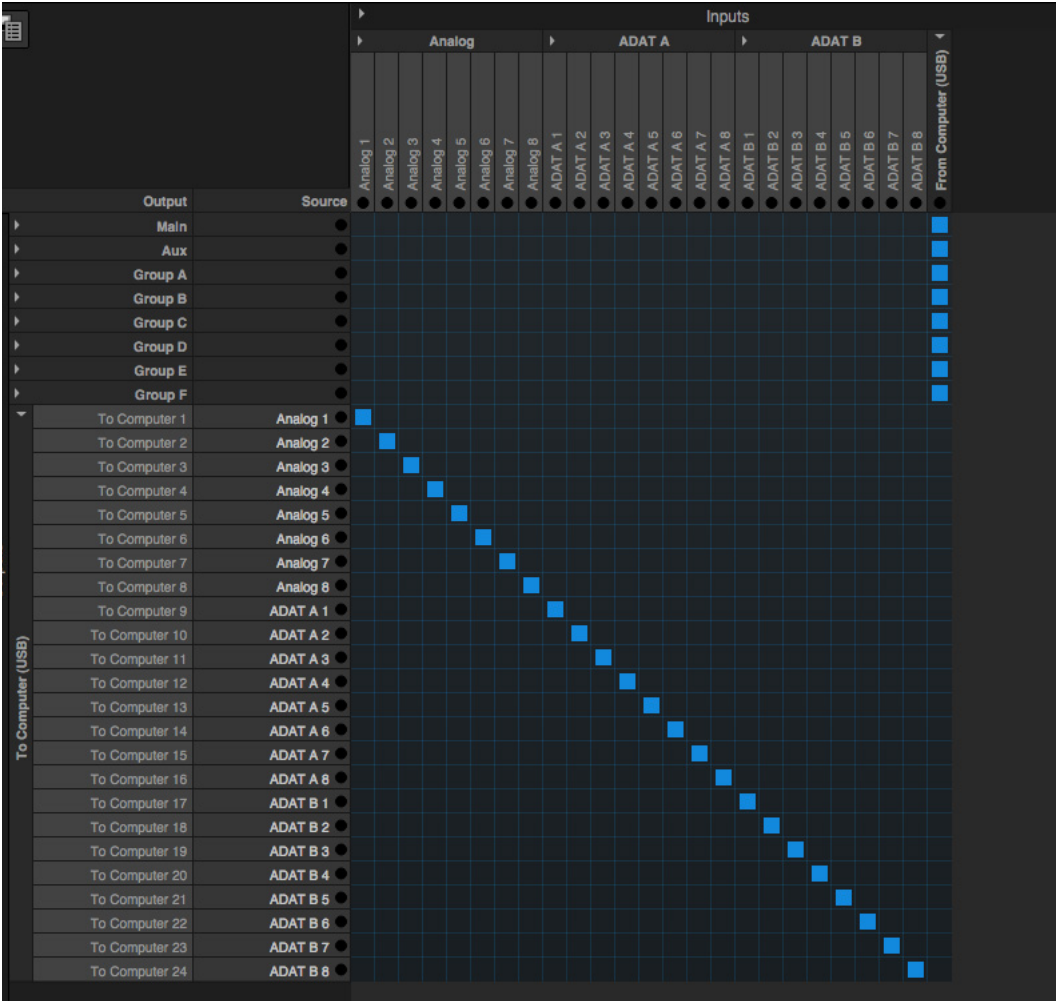 Inputs
Analog
ADAT A
ADAT B
Analog 1
Analog 2
Analog 3
Analog 4
Analog 5
Analog 6
Analog 7
Analog 8
ADAT A 1
ADAT A 2
ADAT A 3
ADAT A 4
ADAT A 5
ADAT A 6
ADAT A 7
ADAT A 8
ADAT B 1
ADAT B 2
ADAT B 3
ADAT B 4
ADAT B 5
ADAT B 6
ADAT B 7
ADAT B 8
From Computer (USB)
Output Source
Main
Aux
Group A
Group B
Group C
Group D
Group E
Group F
To Computer (USB)
To Computer 1 Analog 1
To Computer 2 Analog 2
To Computer 3 Analog 3
To Computer 4 Analog 4
To Computer 5 Analog 5
To Computer 6 Analog 6
To Computer 7 Analog 7
To Computer 8 Analog 8
To Computer 9 ADAT A 1
To Computer 10 ADAT A 2
To Computer 11 ADAT A 3
To Computer 12 ADAT A 4
To Computer 13 ADAT A 5
To Computer 14 ADAT A 6
To Computer 15 ADAT A 7
To Computer 16 ADAT A 8
To Computer 17 ADAT B 1
To Computer 18 ADAT B 2
To Computer 19 ADAT B 3
To Computer 20 ADAT B 4
To Computer 21 ADAT B 5
To Computer 22 ADAT B 6
To Computer 23 ADAT B 7
To Computer 24 ADAT B 8